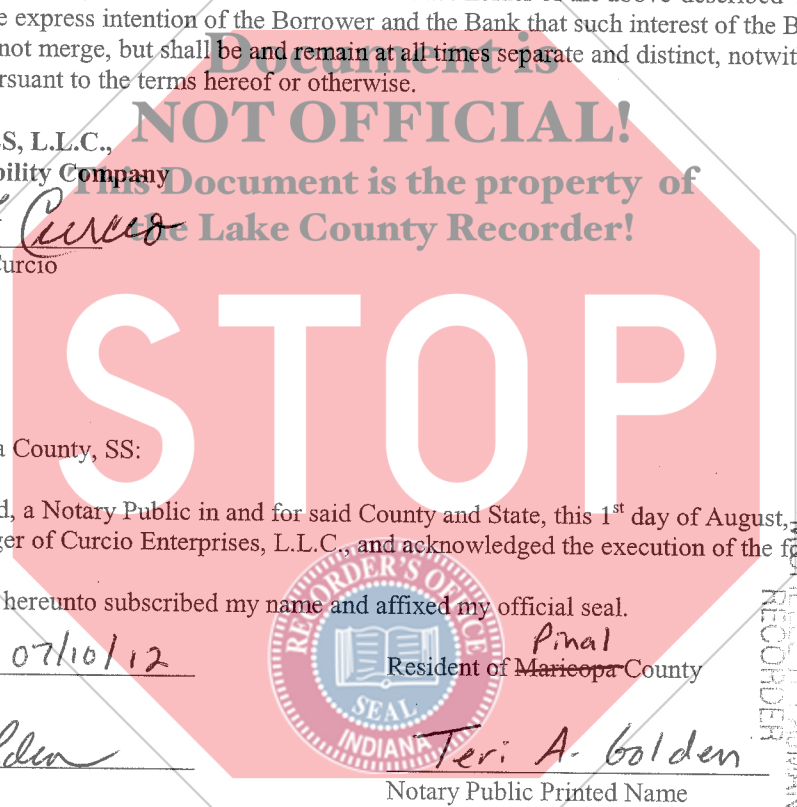 e express intention of the Borrower and the Bank that such interest of the B
not merge, but shall be and remain at all times separate and distinct, notwit
rsuant to the terms hereof or otherwise.
Document is
NOT OFFICIAL!
This Document is the property of
the Lake County Recorder!
S, L.L.C.,
bility Company
Curcio
Curcio
STOP
a County, SS:
d, a Notary Public in and for said County and State, this 1st day of August,
ger of Curcio Enterprises, L.L.C., and acknowledged the execution of the fo
hereunto subscribed my name and affixed my official seal.
RECORDER'S OFFICE
SEAL
INDIANA
Pinal
07/10/12
Resident of Maricopa County
lden
Teri A. Golden
Notary Public Printed Name
RECORDER